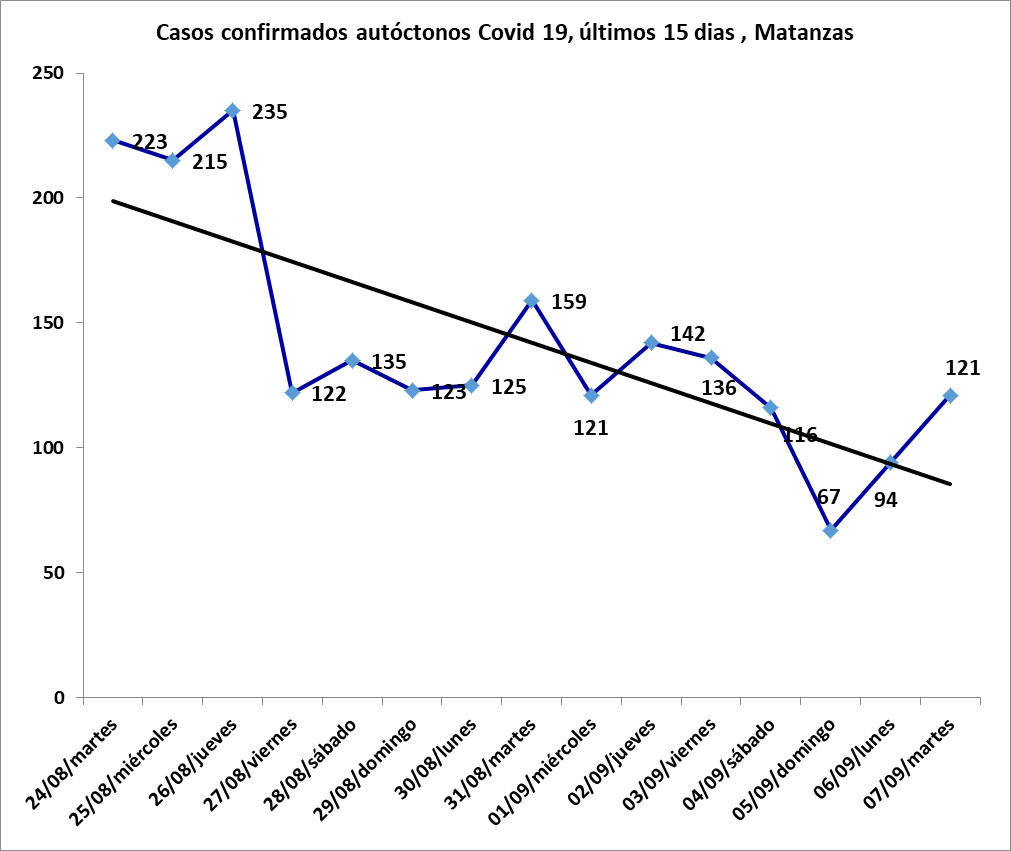 Casos confirmados autóctonos Covid 19, últimos 15 dias , Matanzas
250
200
150
100
50
0
223
215
235
122
135
123
125
159
121
142
136
116
67
94
121
24/08/martes
25/08/miércoles
26/08/jueves
27/08/viernes
28/08/sábado
29/08/domingo
30/08/lunes
31/08/martes
01/09/miércoles
02/09/jueves
03/09/viernes
04/09/sábado
05/09/domingo
06/09/lunes
07/09/martes